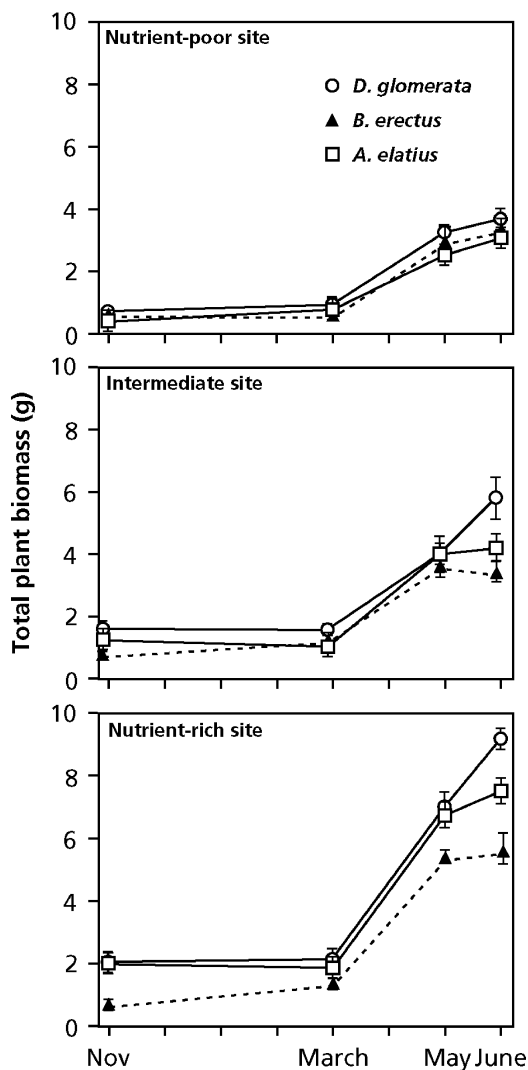 10
Nutrient-poor site
8
D. glomerata
B. erectus
6
A. elatius
4
2
0
10
Intermediate site
8
6
4
2
0
Total plant biomass (g)
10
Nutrient-rich site
8
6
4
2
0
Nov March May June